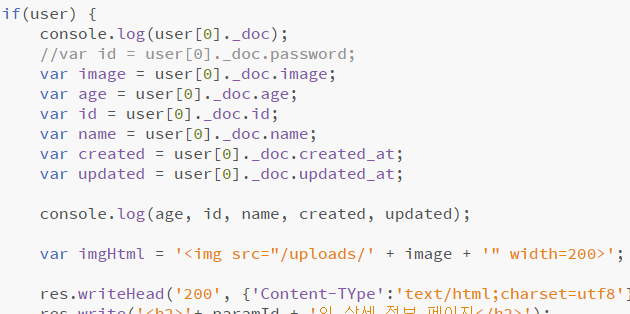 if(user) {
console.log(user[0]._doc);
//var id = user[0]._doc.password;
var image = user[0]._doc.image;
var age = user[0]._doc.age;
var id = user[0]._doc.id;
var name = user[0]._doc.name;
var created = user[0]._doc.created_at;
var updated = user[0]._doc.updated_at;
console.log(age, id, name, created, updated);
var imgHtml = '<img src="/uploads/' + image + '" width=200>';
res.writeHead('200', {'Content-TYpe':'text/html;charset=utf8'}
res.write('<h2>'+ paramId + '의 상세 정보 페이지</h2>');